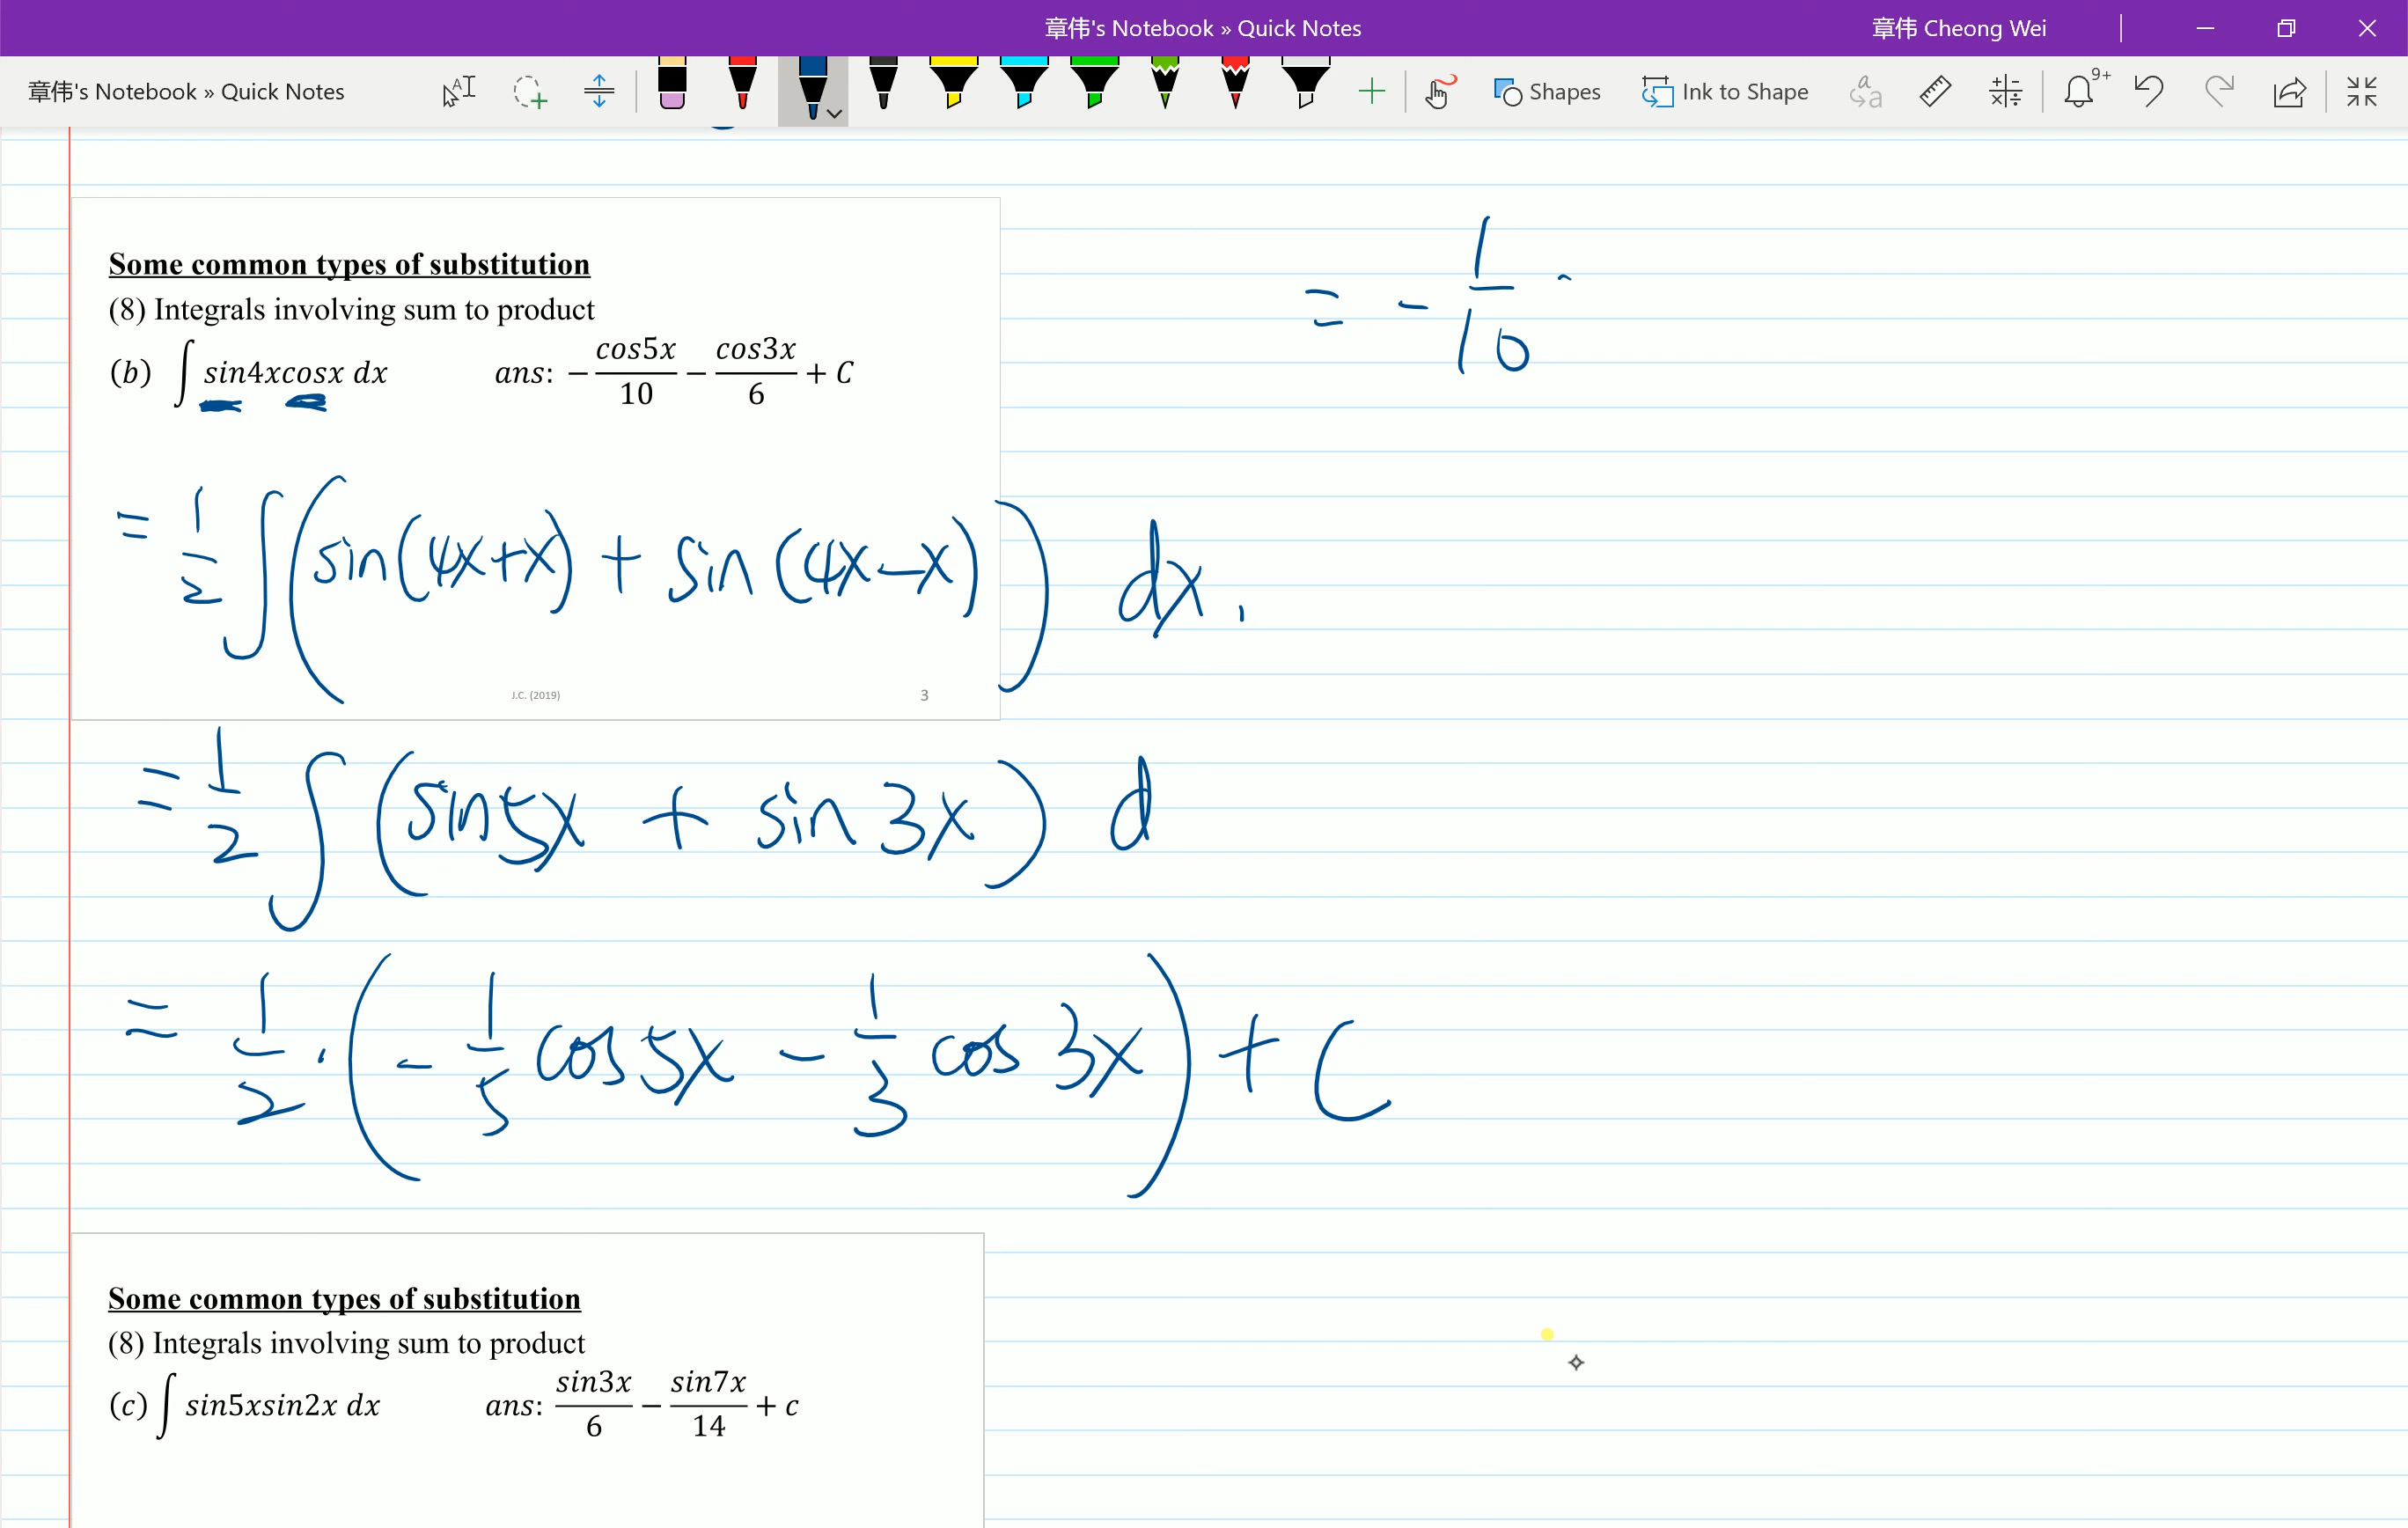 章伟's Notebook » Quick Notes
章伟 Cheong Wei
章伟's Notebook » Quick Notes
Shapes
Ink to Shape
9+
Some common types of substitution
(8) Integrals involving sum to product
(b) ∫ sin4xcosx dx ans: − cos5x/10 − cos3x/6 + C
= 1/2 ∫ (sin(4x+x) + sin(4x−x)) dx.
J.C. (2019) 3
= 1/2 ∫ (sin5x + sin3x) d
= 1/2 · (− 1/5 cos5x − 1/3 cos3x) + C
= − 1/10
Some common types of substitution
(8) Integrals involving sum to product
(c) ∫ sin5xsin2x dx ans: sin3x/6 − sin7x/14 + c